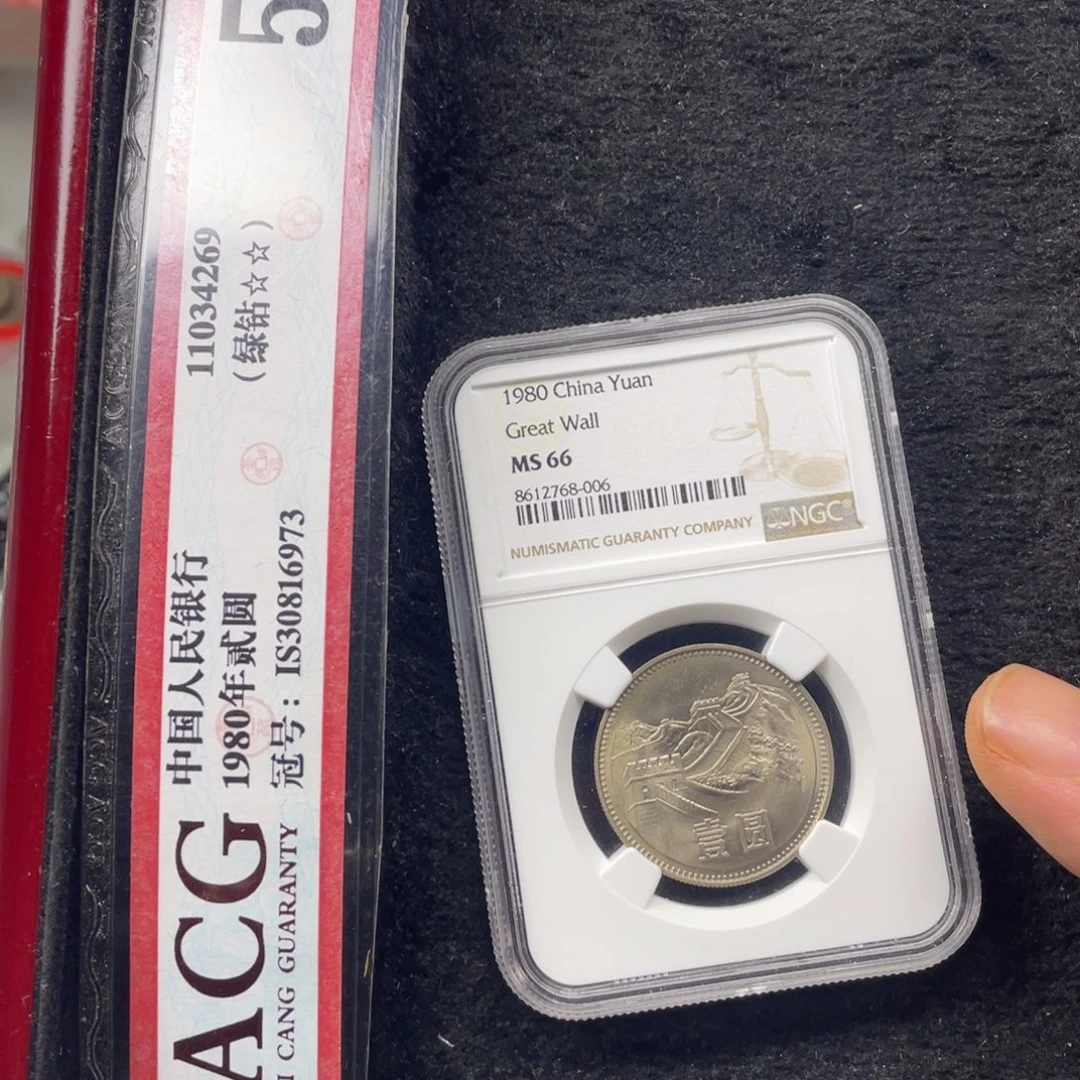 ACG
I CANG GUARANTY
中国人民银行
1980年贰圆
冠号：IS30816973
11034269
（绿钻☆☆）
5
1980 China Yuan
Great Wall
MS 66
8612768-006
NUMISMATIC GUARANTY COMPANY
NGC®
壹圆